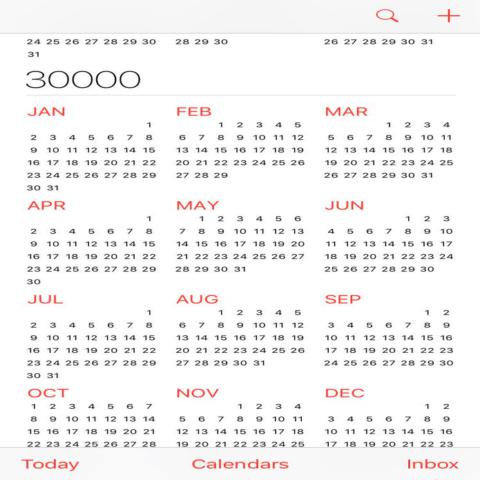 24 25 26 27 28 29 30 28 29 30 26 27 28 29 30 31
31
30000
JAN FEB MAR
1 1 2 3 4 5 1 2 3 4
2 3 4 5 6 7 8 6 7 8 9 10 11 12 5 6 7 8 9 10 11
9 10 11 12 13 14 15 13 14 15 16 17 18 19 12 13 14 15 16 17 18
16 17 18 19 20 21 22 20 21 22 23 24 25 26 19 20 21 22 23 24 25
23 24 25 26 27 28 29 27 28 29 26 27 28 29 30 31
30 31
APR MAY JUN
1 1 2 3 4 5 6 1 2 3
2 3 4 5 6 7 8 7 8 9 10 11 12 13 4 5 6 7 8 9 10
9 10 11 12 13 14 15 14 15 16 17 18 19 20 11 12 13 14 15 16 17
16 17 18 19 20 21 22 21 22 23 24 25 26 27 18 19 20 21 22 23 24
23 24 25 26 27 28 29 28 29 30 31 25 26 27 28 29 30
30
JUL AUG SEP
1 1 2 3 4 5 1 2
2 3 4 5 6 7 8 6 7 8 9 10 11 12 3 4 5 6 7 8 9
9 10 11 12 13 14 15 13 14 15 16 17 18 19 10 11 12 13 14 15 16
16 17 18 19 20 21 22 20 21 22 23 24 25 26 17 18 19 20 21 22 23
23 24 25 26 27 28 29 27 28 29 30 31 24 25 26 27 28 29 30
30 31
OCT NOV DEC
1 2 3 4 5 6 7 1 2 3 4 1 2
8 9 10 11 12 13 14 5 6 7 8 9 10 11 3 4 5 6 7 8 9
15 16 17 18 19 20 21 12 13 14 15 16 17 18 10 11 12 13 14 15 16
22 23 24 25 26 27 28 19 20 21 22 23 24 25 17 18 19 20 21 22 23
Today Calendars Inbox